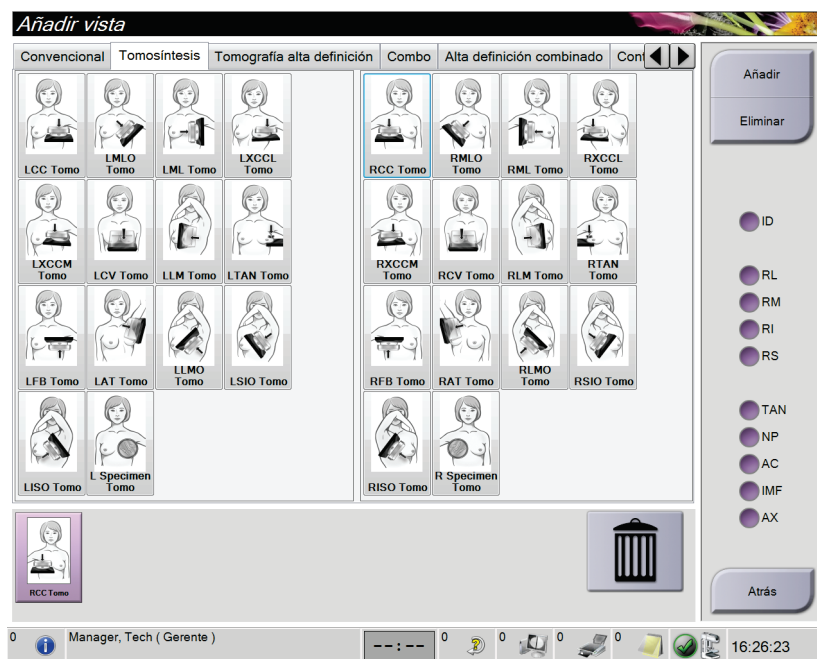 Añadir vista
Convencional
Tomosíntesis
Tomografía alta definición
Combo
Alta definición combinado
LCC Tomo
LMLO
Tomo
LML Tomo
LXCCL
Tomo
RCC Tomo
RMLO
Tomo
RML Tomo
RXCCL
Tomo
LXCCM
Tomo
LCV Tomo
LLM Tomo
LTAN Tomo
RXCCM
Tomo
RCV Tomo
RLM Tomo
RTAN
Tomo
LFB Tomo
LAT Tomo
LLMO
Tomo
LSIO Tomo
RFB Tomo
RAT Tomo
RLMO
Tomo
RSIO Tomo
LISO Tomo
L Specimen
Tomo
RISO Tomo
R Specimen
Tomo
RCC Tomo
Añadir
Eliminar
ID
RL
RM
RI
RS
TAN
NP
AC
IMF
AX
Atrás
0
Manager, Tech ( Gerente )
--:--
0
0
0
0
16:26:23